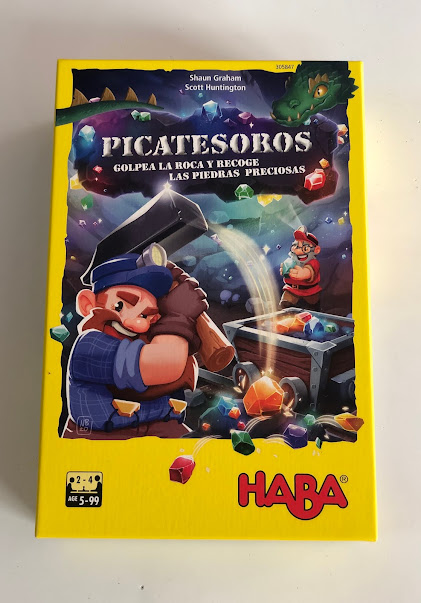 305847
Shaun Graham
Scott Huntington
PICATESOROS
GOLPEA LA ROCA Y RECOGE
LAS PIEDRAS PRECIOSAS
2 - 4
AGE 5-99
HABA®